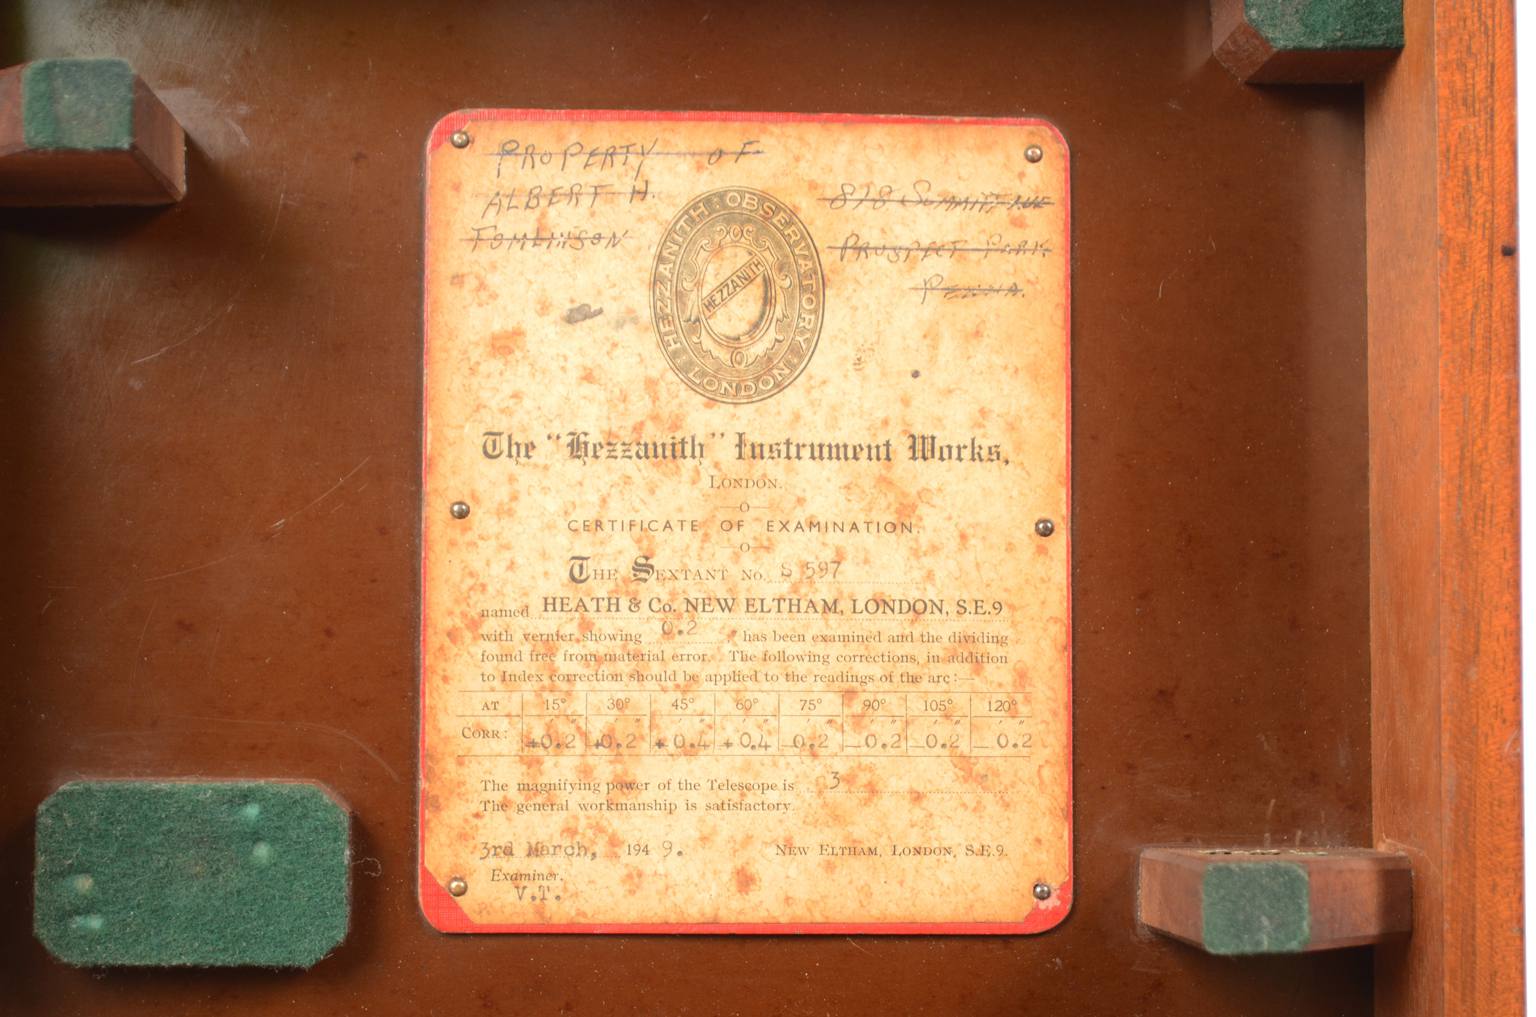 PROPERTY OF
ALBERT H.
TOMLINSON
818 SUMMIT AVE
PROSPECT PARK
PENNA.
HEZZANITH OBSERVATORY
HEZZANITH
LONDON
The "Hezzanith" Instrument Works,
LONDON.
CERTIFICATE OF EXAMINATION.
THE SEXTANT No. S 597
named HEATH & Co. NEW ELTHAM, LONDON, S.E.9
with vernier showing 0.2 ′, has been examined and the dividing
found free from material error. The following corrections, in addition
to Index correction should be applied to the readings of the arc:—
AT 15° 30° 45° 60° 75° 90° 105° 120°
′ ″ ′ ″ ′ ″ ′ ″ ′ ″ ′ ″ ′ ″ ′ ″
CORR: +0.2 +0.2 +0.4 +0.4 -0.2 -0.2 -0.2 -0.2
The magnifying power of the Telescope is 3
The general workmanship is satisfactory.
3rd March, 1949. NEW ELTHAM, LONDON, S.E.9.
Examiner.
V.T.